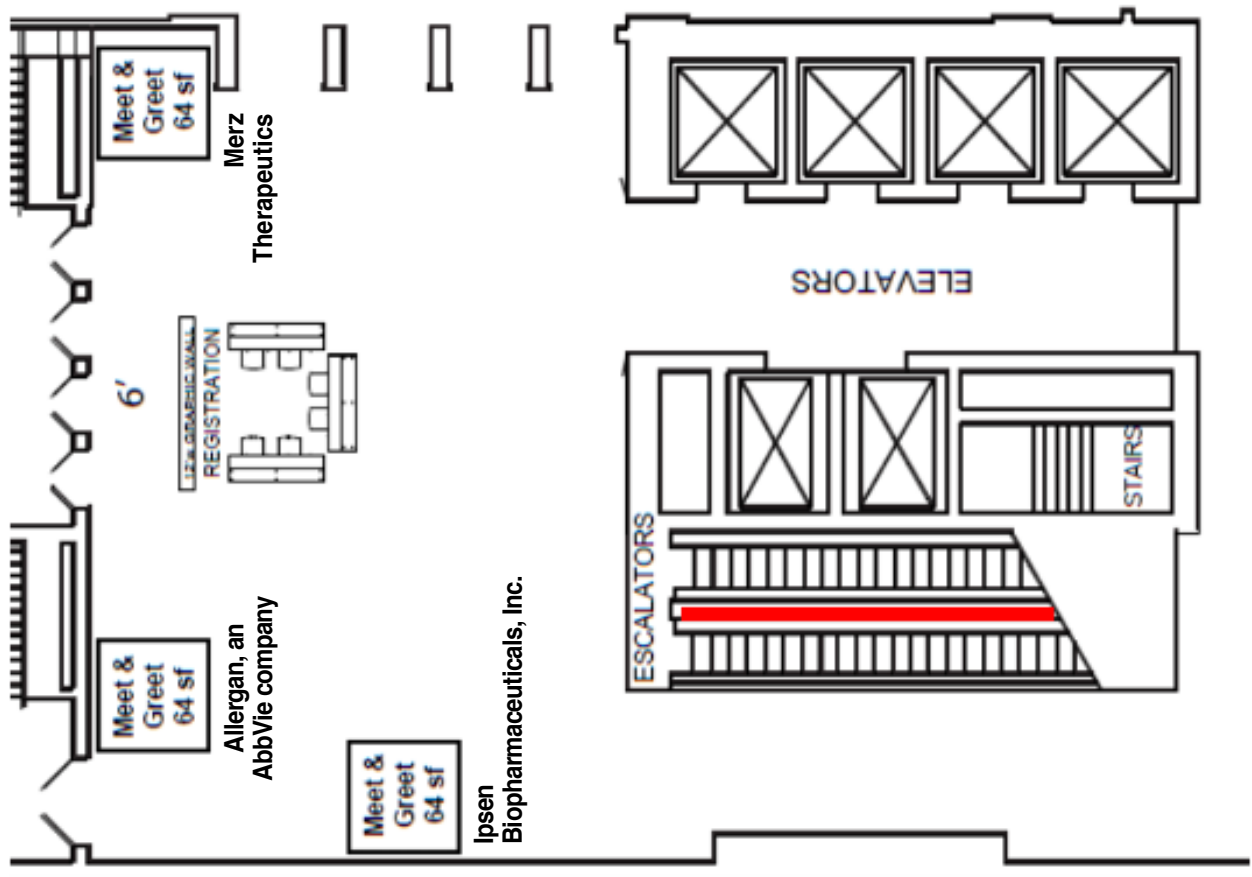 Meet &
Greet
64 sf
Merz
Therapeutics
6'
12'w GRAPHIC WALL
REGISTRATION
Meet &
Greet
64 sf
Allergan, an
AbbVie company
Meet &
Greet
64 sf
Ipsen
Biopharmaceuticals, Inc.
ELEVATORS
ESCALATORS
STAIRS